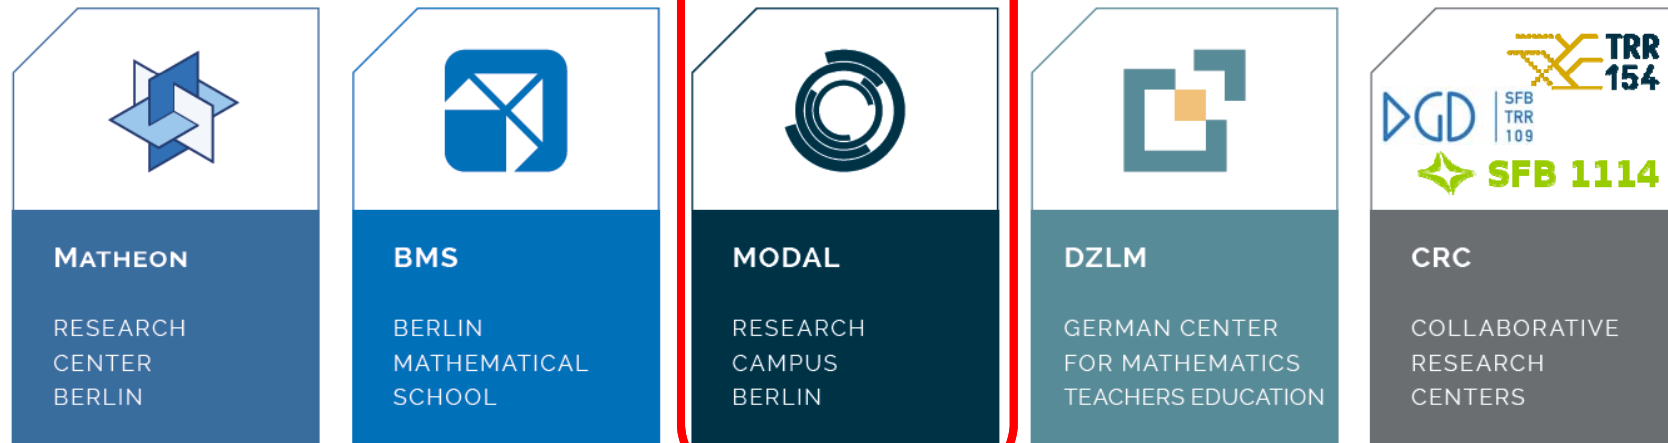 MATHEON
RESEARCH
CENTER
BERLIN
BMS
BERLIN
MATHEMATICAL
SCHOOL
MODAL
RESEARCH
CAMPUS
BERLIN
DZLM
GERMAN CENTER
FOR MATHEMATICS
TEACHERS EDUCATION
TRR
154
DGD
SFB
TRR
109
SFB 1114
CRC
COLLABORATIVE
RESEARCH
CENTERS